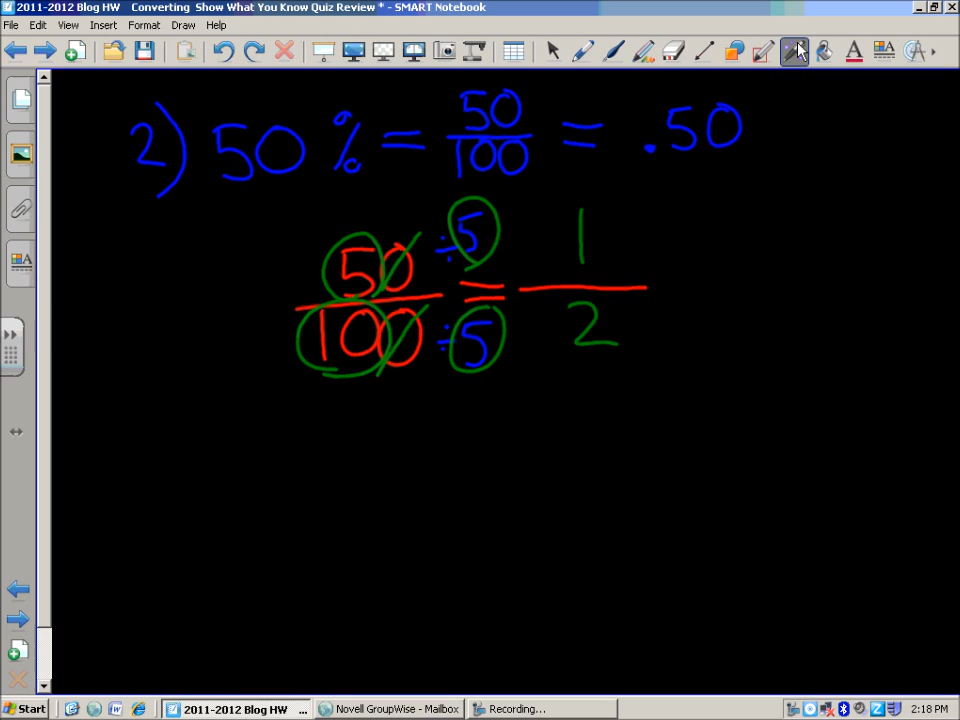 2011-2012 Blog HW Converting Show What You Know Quiz Review * - SMART Notebook
File Edit View Insert Format Draw Help
2) 50 % = 50/100 = .50
50 ÷5 = 1
100 ÷5 2
Start 2011-2012 Blog HW ... Novell GroupWise - Mailbox Recording... 2:18 PM